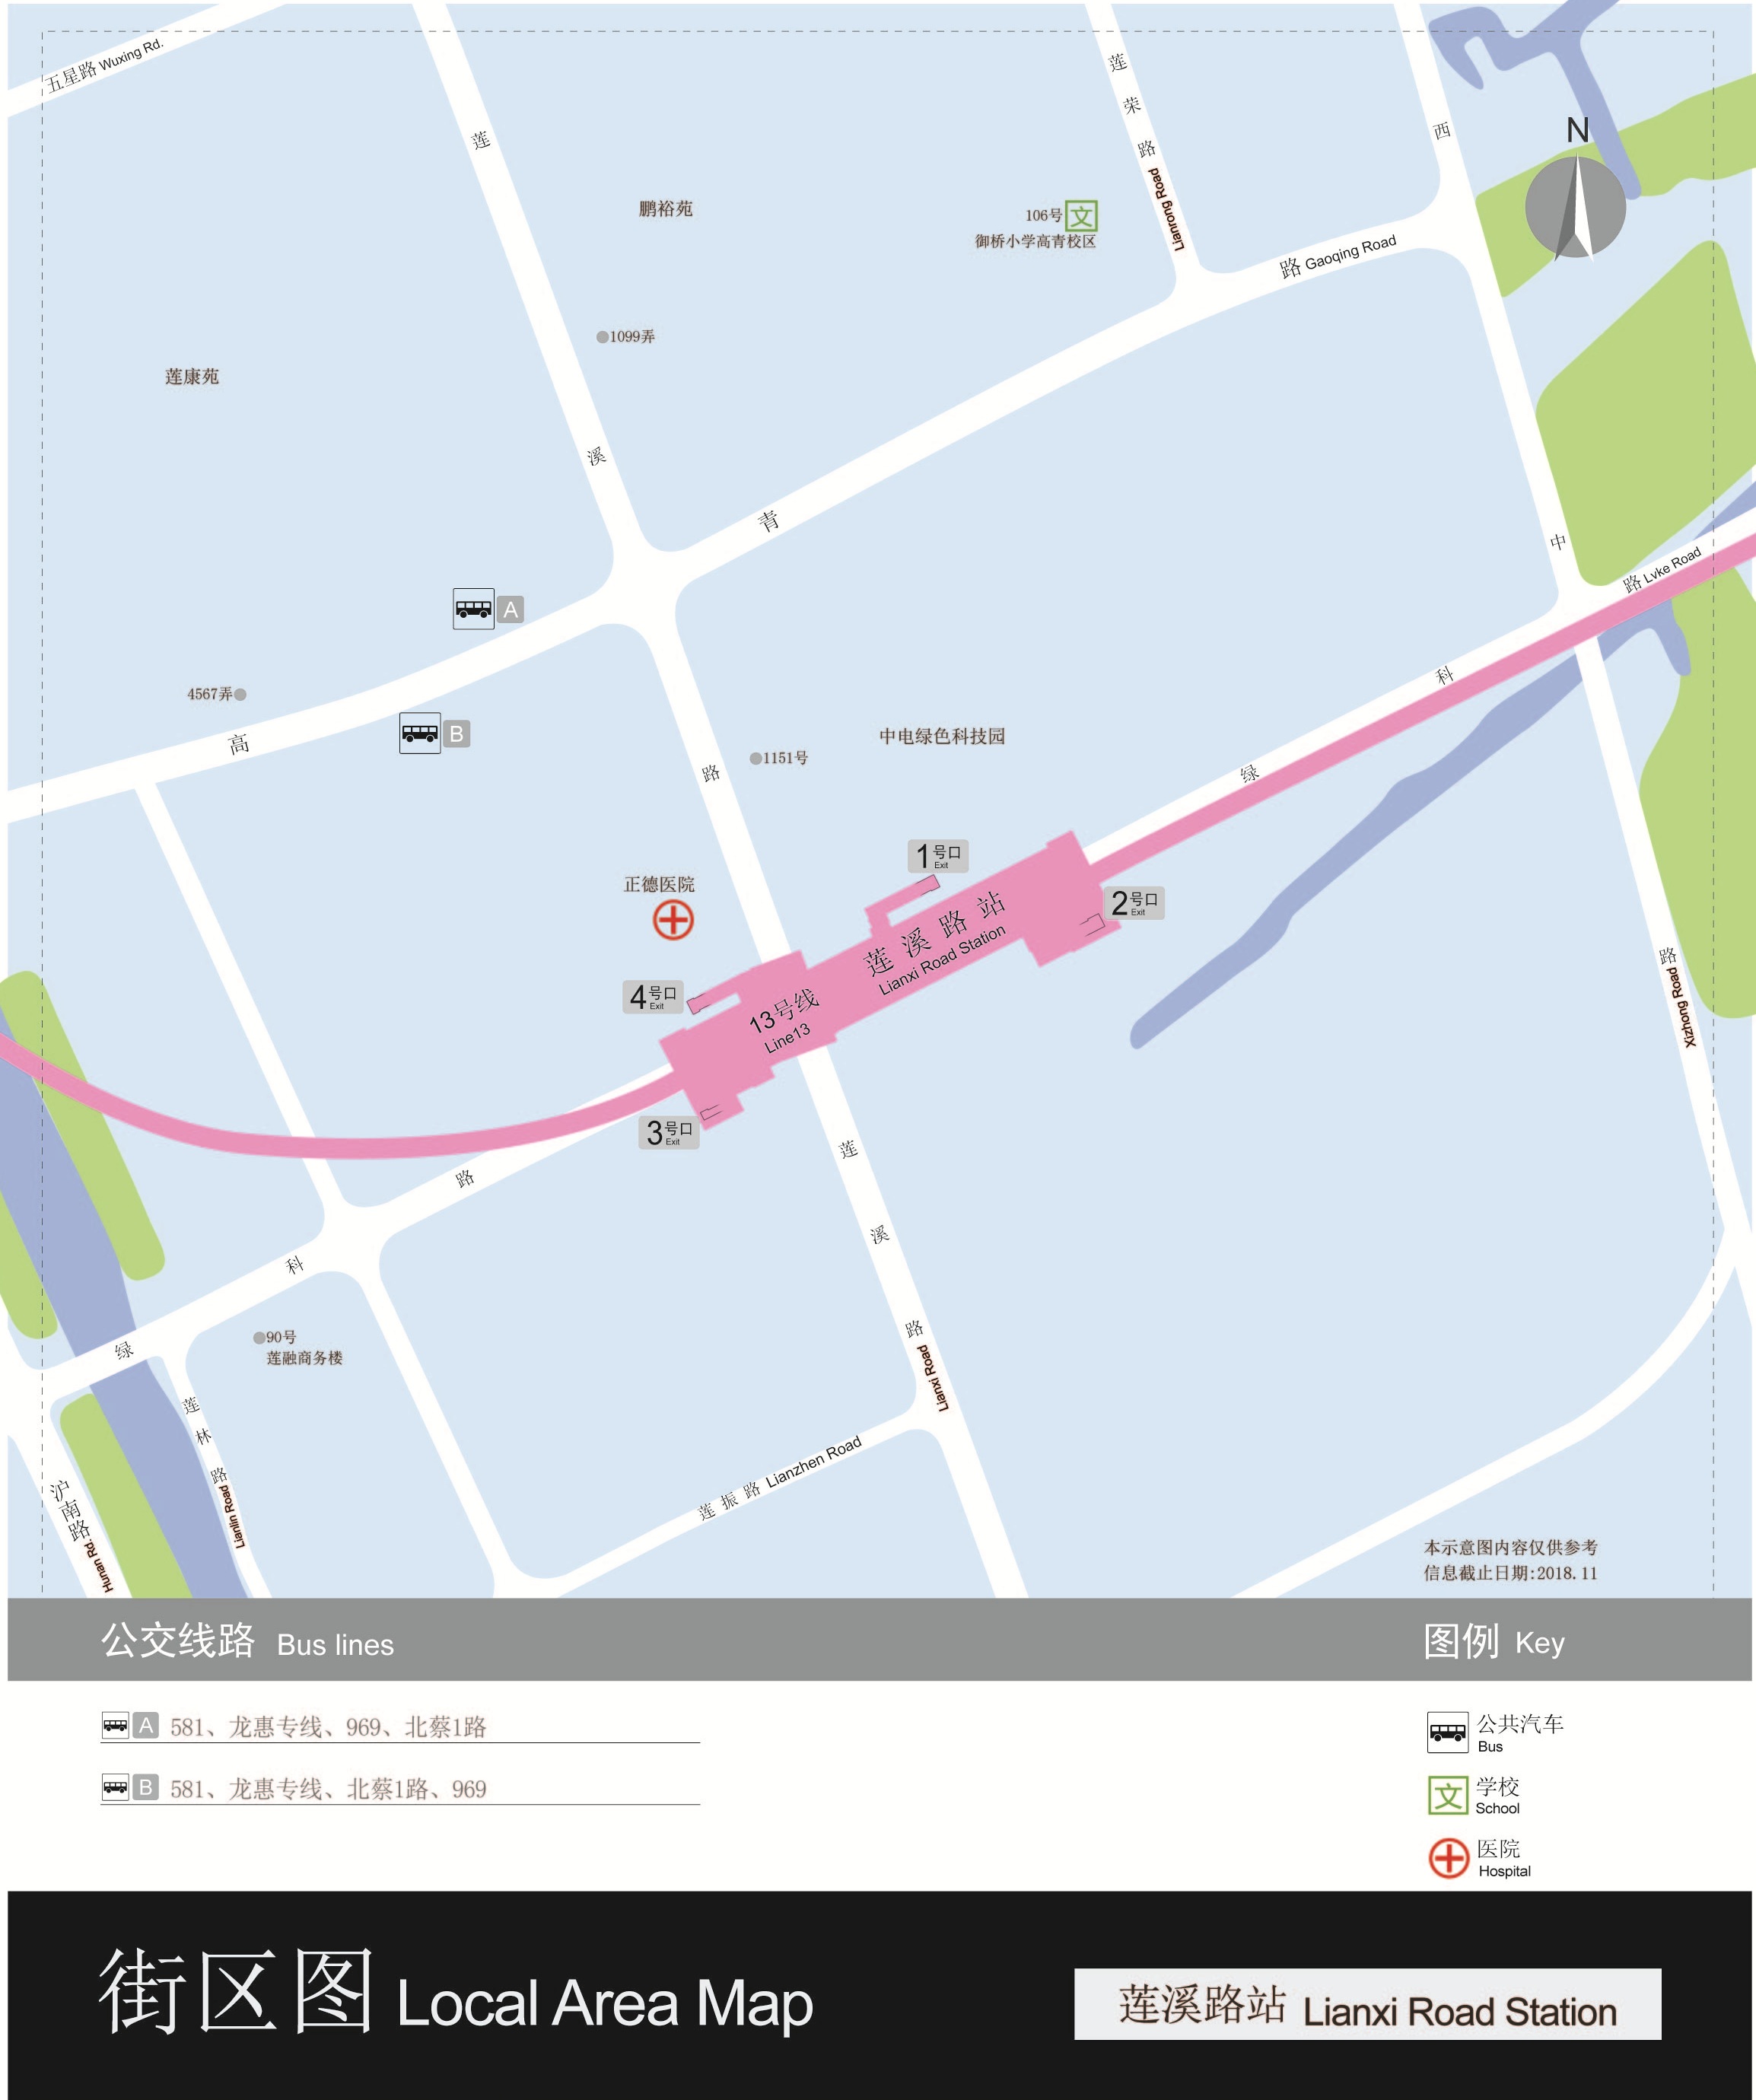 五星路 Wuxing Rd.
莲
溪
路
莲荣路 Lianrong Road
西
中
路 Xizhong Road
N
鹏裕苑
106号 文
御桥小学高青校区
路 Gaoqing Road
青
高
1099弄
莲康苑
A
4567弄
B
路 Lvke Road
科
绿
中电绿色科技园
1151号
1号口
Exit
2号口
Exit
正德医院
莲溪路站
Lianxi Road Station
4号口
Exit
13号线
Line13
3号口
Exit
路
科
绿
莲
溪
路 Lianxi Road
90号
莲融商务楼
莲林路 Lianlin Road
沪南路 Hunan Rd.
莲振路 Lianzhen Road
本示意图内容仅供参考
信息截止日期:2018.11
公交线路 Bus lines
图例 Key
A 581、龙惠专线、969、北蔡1路
B 581、龙惠专线、北蔡1路、969
公共汽车
Bus
文 学校
School
医院
Hospital
街区图 Local Area Map
莲溪路站 Lianxi Road Station